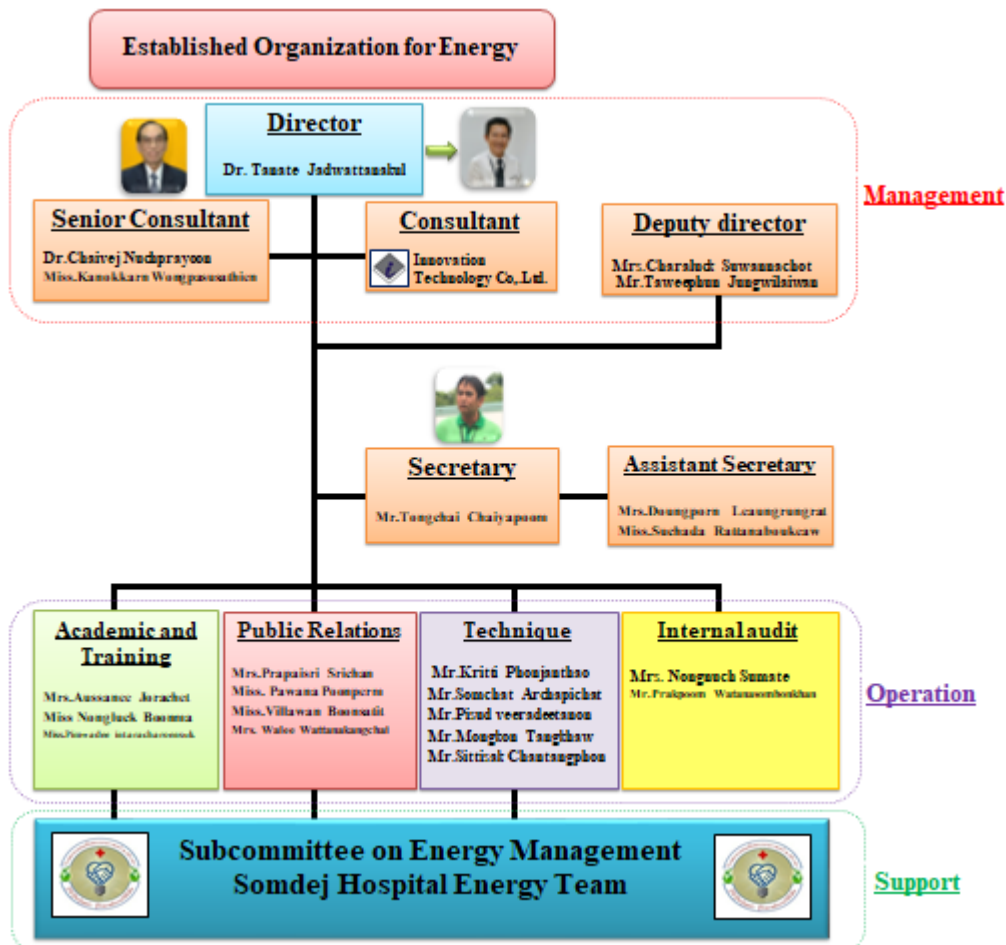 Established Organization for Energy
Director
Dr. Tanate Jadwattanakul
Management
Senior Consultant
Dr.Chaivej Nuchprayoon
Miss.Kanokkarn Wongpasusathien
Consultant
Innovation
Technology Co,.Ltd.
Deputy director
Mrs.Charaluck Suwannachot
Mr.Taweephun Jungwilaiwan
Secretary
Mr.Tongchai Chaiyapoom
Assistant Secretary
Mrs.Doungporn Leaungrungrat
Miss.Suchada Rattanaboukeaw
Academic and
Training
Mrs.Aussanee Jorachet
Miss Nongluck Boonma
Public Relations
Mrs.Prapaisri Srichan
Miss. Pawana Poonperm
Miss.Villawan Boonsatit
Mrs. Walee Wattanakangchai
Technique
Mr.Kritti Phonjanthao
Mr.Somchat Archapichat
Mr.Pisud veeradeetanon
Mr.Mongkon Tangkhaw
Mr.Sittisak Chantangphon
Internal audit
Mrs. Nongnuch Sumate
Mr.Prakpoom Watanasombonkhan
Operation
Subcommittee on Energy Management
Somdej Hospital Energy Team
Support